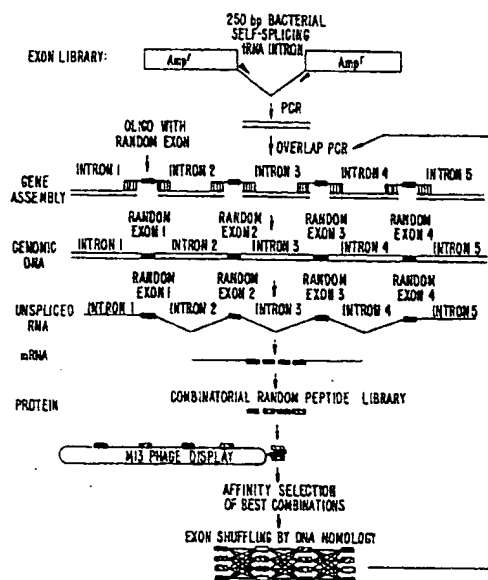 250 bp BACTERIAL
SELF-SPLICING
tRNA INTRON
EXON LIBRARY:
Ampʳ
Ampʳ
PCR
OLIGO WITH
RANDOM EXON
OVERLAP PCR
INTRON 1
INTRON 2
INTRON 3
INTRON 4
INTRON 5
GENE
ASSEMBLY
RANDOM
EXON 1
RANDOM
EXON 2
RANDOM
EXON 3
RANDOM
EXON 4
GENOMIC
DNA
INTRON 1
INTRON 2
INTRON 3
INTRON 4
INTRON 5
RANDOM
EXON 1
RANDOM
EXON 2
RANDOM
EXON 3
RANDOM
EXON 4
UNSPLICED
RNA
INTRON 1
INTRON 2
INTRON 3
INTRON 4
INTRON 5
mRNA
COMBINATORIAL RANDOM PEPTIDE LIBRARY
PROTEIN
M13 PHAGE DISPLAY
AFFINITY SELECTION
OF BEST COMBINATIONS
EXON SHUFFLING BY DNA HOMOLOGY